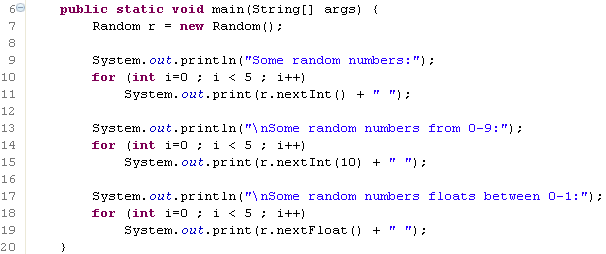 6 public static void main(String[] args) {
7 Random r = new Random();
8
9 System.out.println("Some random numbers:");
10 for (int i=0 ; i < 5 ; i++)
11 System.out.print(r.nextInt() + " ");
12
13 System.out.println("\nSome random numbers from 0-9:");
14 for (int i=0 ; i < 5 ; i++)
15 System.out.print(r.nextInt(10) + " ");
16
17 System.out.println("\nSome random numbers floats between 0-1:");
18 for (int i=0 ; i < 5 ; i++)
19 System.out.print(r.nextFloat() + " ");
20 }